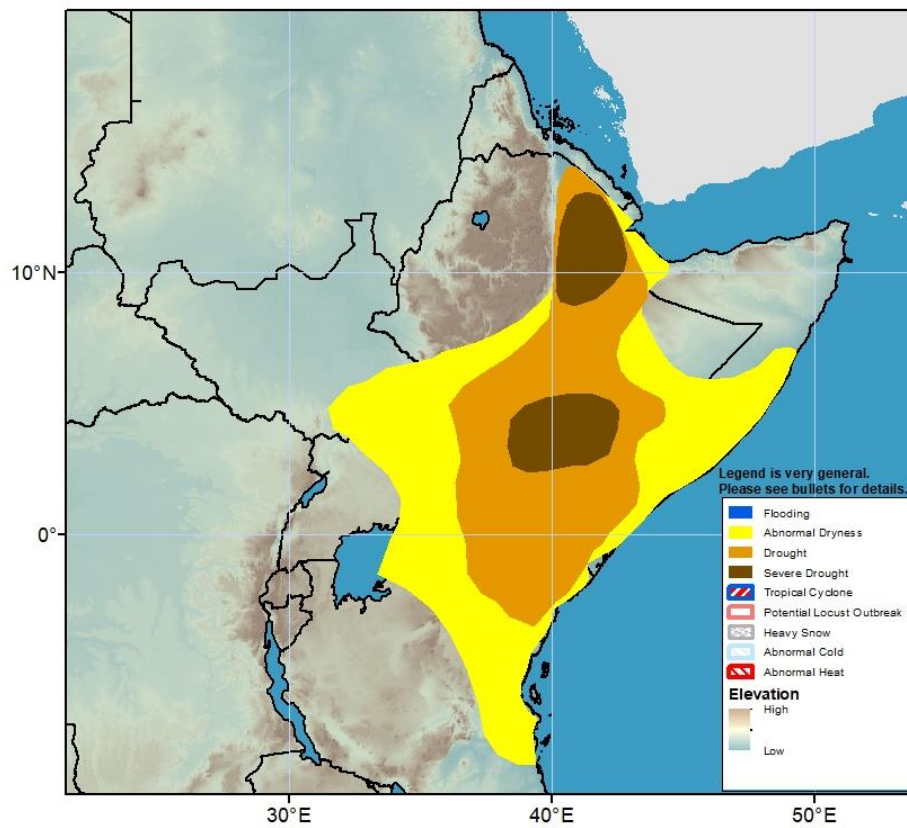 10°N
0°
Legend is very general.
Please see bullets for details.
Flooding
Abnormal Dryness
Drought
Severe Drought
Tropical Cyclone
Potential Locust Outbreak
Heavy Snow
Abnormal Cold
Abnormal Heat
Elevation
High
Low
30°E
40°E
50°E